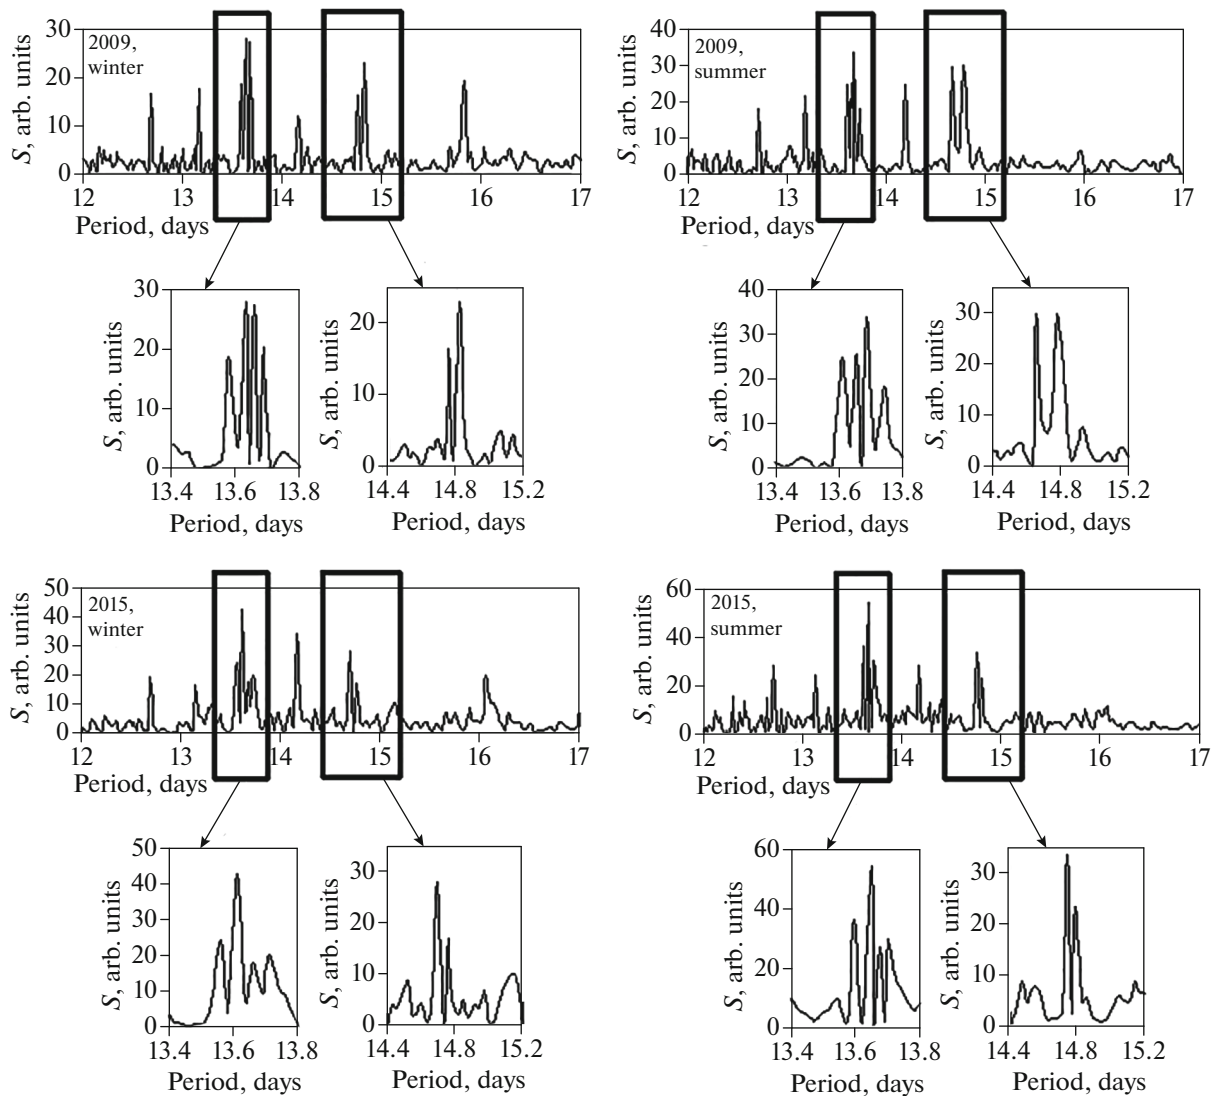 2009,
winter
30
20
10
0
S, arb. units
12 13 14 15 16 17
Period, days
2009,
summer
40
30
20
10
0
S, arb. units
12 13 14 15 16 17
Period, days
30
20
10
0
S, arb. units
13.4 13.6 13.8
Period, days
20
10
0
S, arb. units
14.4 14.8 15.2
Period, days
40
30
20
10
0
S, arb. units
13.4 13.6 13.8
Period, days
30
20
10
0
S, arb. units
14.4 14.8 15.2
Period, days
2015,
winter
50
40
30
20
10
0
S, arb. units
12 13 14 15 16 17
Period, days
2015,
summer
60
40
20
0
S, arb. units
12 13 14 15 16 17
Period, days
50
40
30
20
10
0
S, arb. units
13.4 13.6 13.8
Period, days
30
20
10
0
S, arb. units
14.4 14.8 15.2
Period, days
60
40
20
0
S, arb. units
13.4 13.6 13.8
Period, days
30
20
10
0
S, arb. units
14.4 14.8 15.2
Period, days